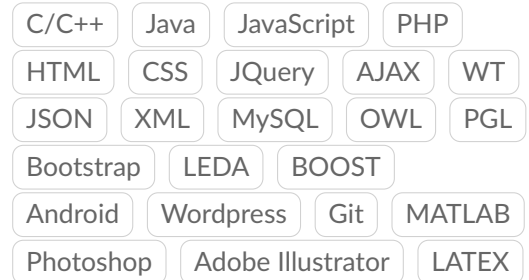 C/C++ Java JavaScript PHP
HTML CSS JQuery AJAX WT
JSON XML MySQL OWL PGL
Bootstrap LEDA BOOST
Android Wordpress Git MATLAB
Photoshop Adobe Illustrator LATEX